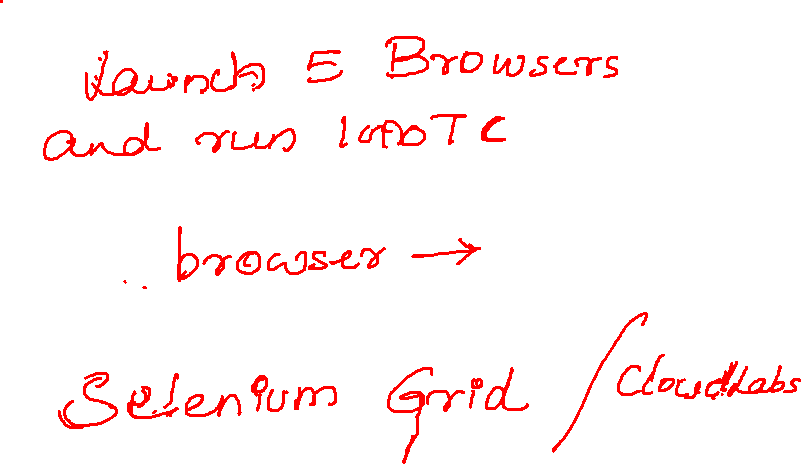 Launch 5 Browsers
and run 1000 TC
.. browser →
Selenium Grid / CloudLabs